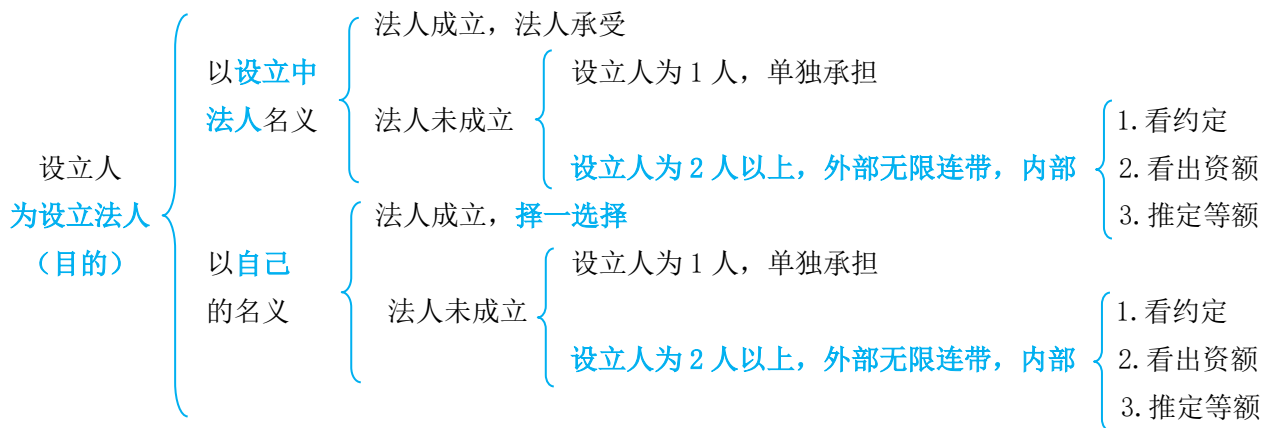 设立人
为设立法人
（目的）
以设立中
法人名义
法人成立，法人承受
法人未成立
设立人为1人，单独承担
设立人为2人以上，外部无限连带，内部
1.看约定
2.看出资额
3.推定等额
以自己
的名义
法人成立，择一选择
法人未成立
设立人为1人，单独承担
设立人为2人以上，外部无限连带，内部
1.看约定
2.看出资额
3.推定等额